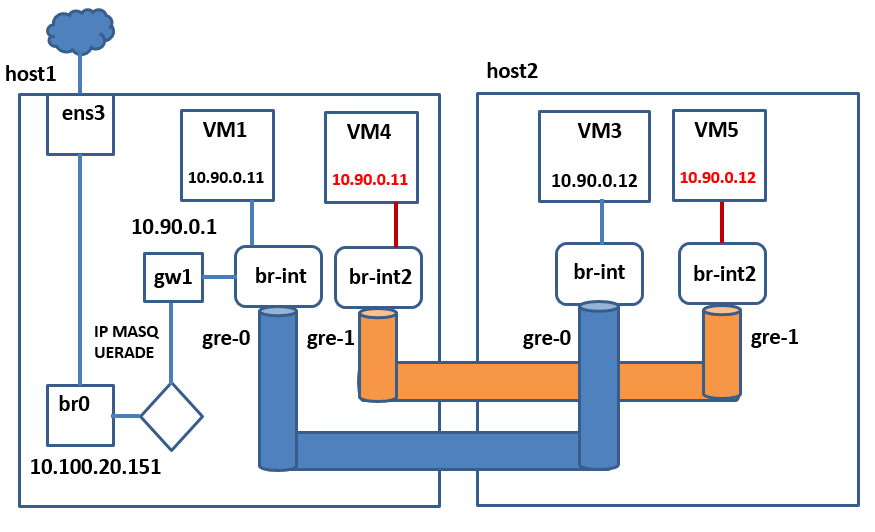 host1
host2
ens3
VM1
10.90.0.11
VM4
10.90.0.11
VM3
10.90.0.12
VM5
10.90.0.12
10.90.0.1
gw1
br-int
br-int2
br-int
br-int2
gre-0
gre-1
gre-0
gre-1
IP MASQ
UERADE
br0
10.100.20.151